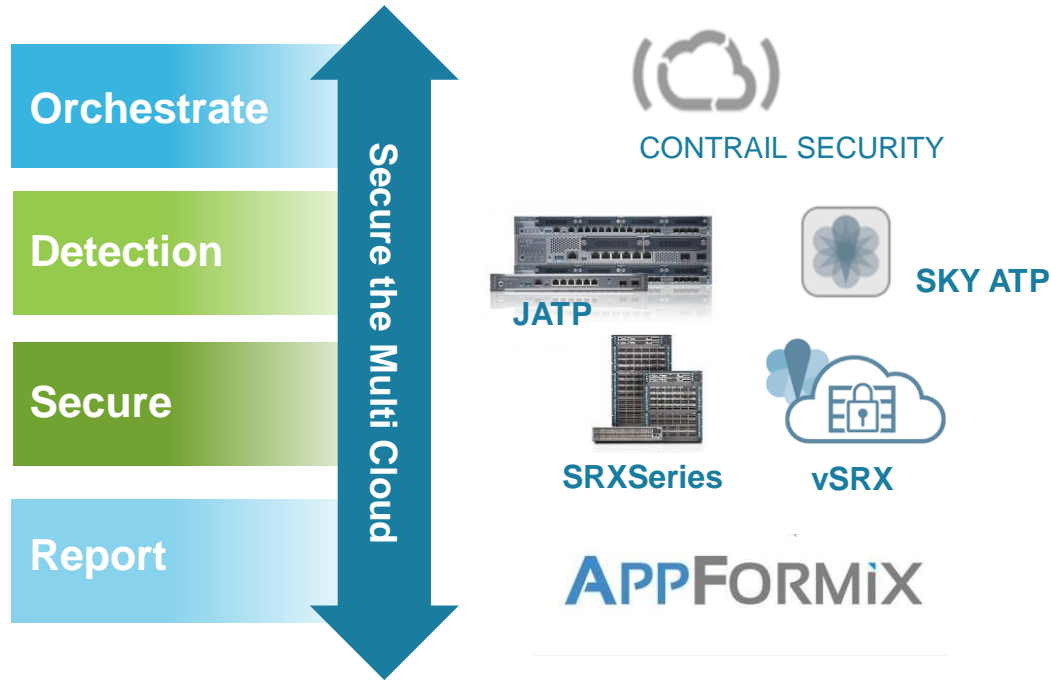 Orchestrate
CONTRAIL SECURITY
Detection
JATP
SKY ATP
Secure the Multi Cloud
Secure
SRXSeries
vSRX
Report
APPFORMiX